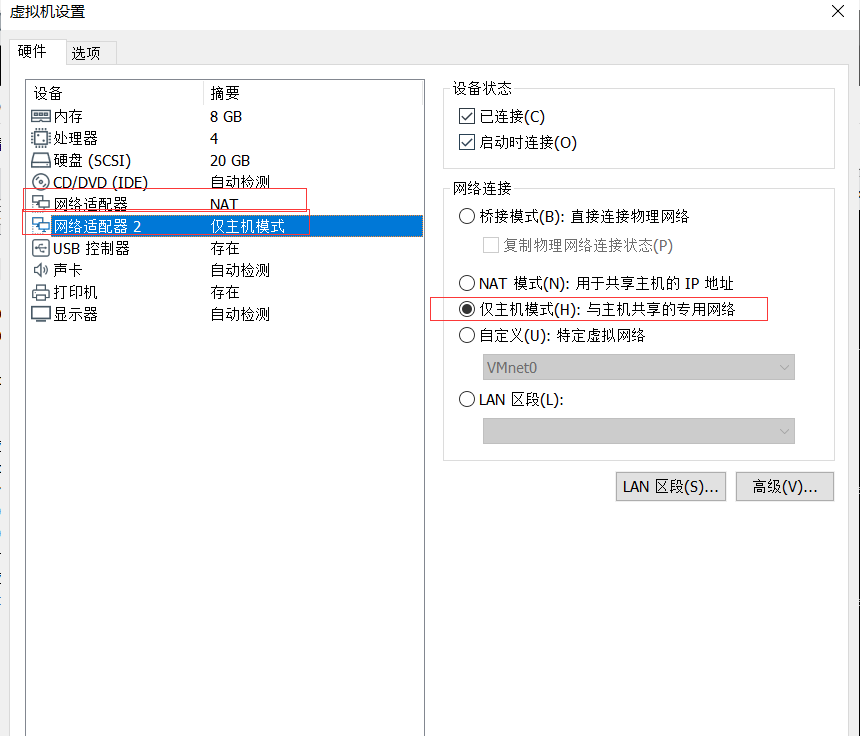 虚拟机设置
硬件 选项
设备 摘要
内存 8 GB
处理器 4
硬盘 (SCSI) 20 GB
CD/DVD (IDE) 自动检测
网络适配器 NAT
网络适配器 2 仅主机模式
USB 控制器 存在
声卡 自动检测
打印机 存在
显示器 自动检测
设备状态
已连接(C)
启动时连接(O)
网络连接
桥接模式(B): 直接连接物理网络
复制物理网络连接状态(P)
NAT 模式(N): 用于共享主机的 IP 地址
仅主机模式(H): 与主机共享的专用网络
自定义(U): 特定虚拟网络
VMnet0
LAN 区段(L):
LAN 区段(S)... 高级(V)...